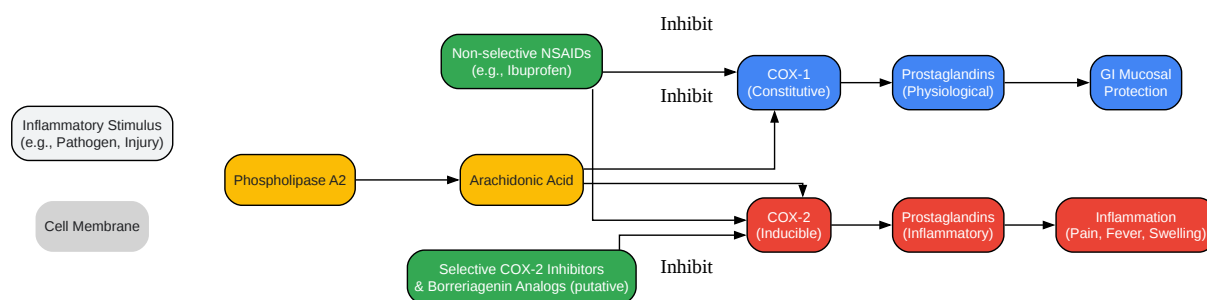 Inhibit
Non-selective NSAIDs
(e.g., Ibuprofen)
COX-1
(Constitutive)
Prostaglandins
(Physiological)
GI Mucosal
Protection
Inhibit
Inflammatory Stimulus
(e.g., Pathogen, Injury)
Phospholipase A2
Arachidonic Acid
Cell Membrane
COX-2
(Inducible)
Prostaglandins
(Inflammatory)
Inflammation
(Pain, Fever, Swelling)
Selective COX-2 Inhibitors
& Borreriagenin Analogs (putative)
Inhibit